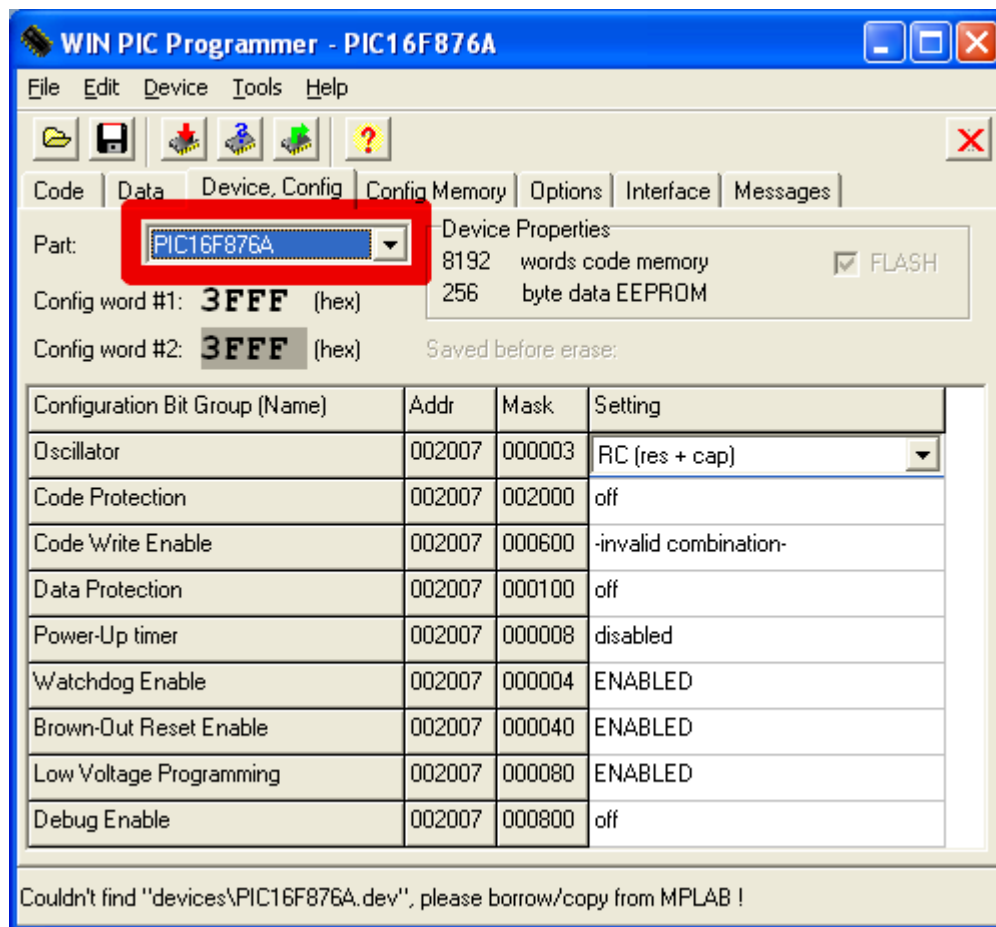 WIN PIC Programmer - PIC16F876A
File Edit Device Tools Help
Code Data Device, Config Config Memory Options Interface Messages
Part: PIC16F876A
Device Properties
8192 words code memory FLASH
256 byte data EEPROM
Config word #1: 3FFF (hex)
Config word #2: 3FFF (hex) Saved before erase:
Configuration Bit Group (Name) Addr Mask Setting
Oscillator 002007 000003 RC (res + cap)
Code Protection 002007 002000 off
Code Write Enable 002007 000600 -invalid combination-
Data Protection 002007 000100 off
Power-Up timer 002007 000008 disabled
Watchdog Enable 002007 000004 ENABLED
Brown-Out Reset Enable 002007 000040 ENABLED
Low Voltage Programming 002007 000080 ENABLED
Debug Enable 002007 000800 off
Couldn't find "devices\PIC16F876A.dev", please borrow/copy from MPLAB !